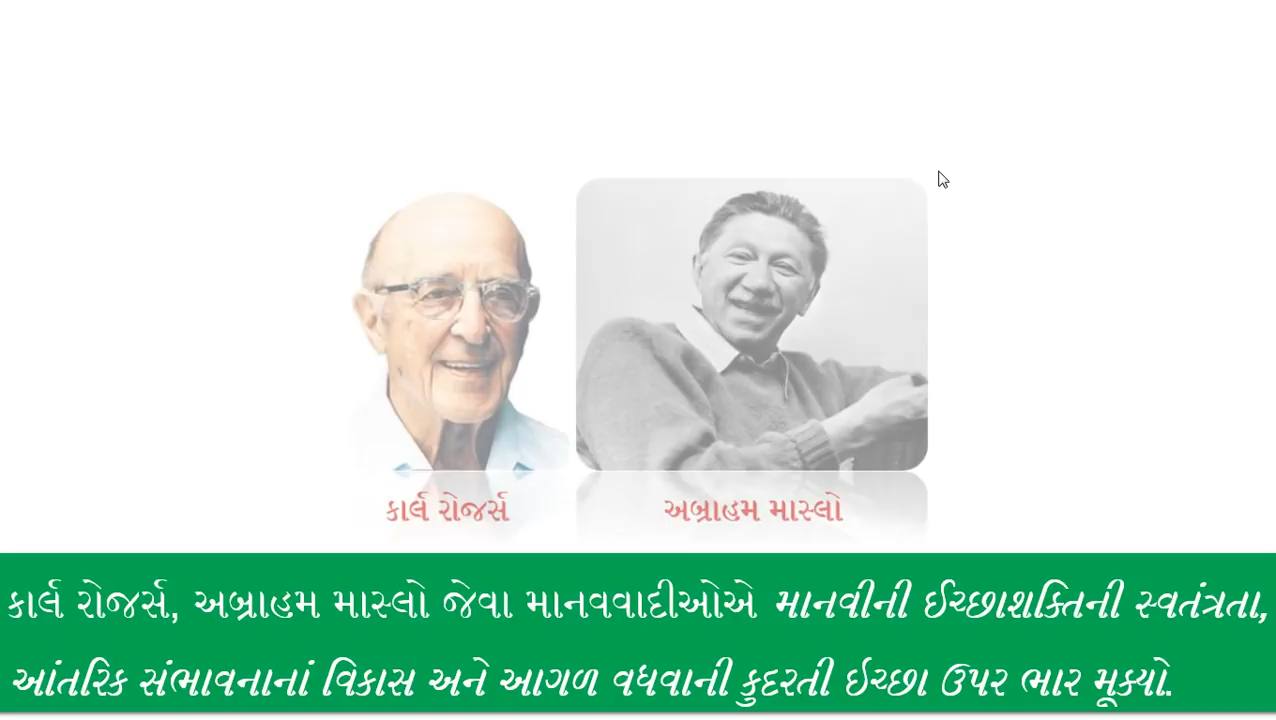 કાર્લ રોજર્સ
અબ્રાહમ માસ્લો
કાર્લ રોજર્સ, અબ્રાહમ માસ્લો જેવા માનવવાદીઓએ માનવીની ઈચ્છાશક્તિની સ્વતંત્રતા,
આંતરિક સંભાવનાનાં વિકાસ અને આગળ વધવાની કુદરતી ઇચ્છા ઉપર ભાર મૂક્યો.